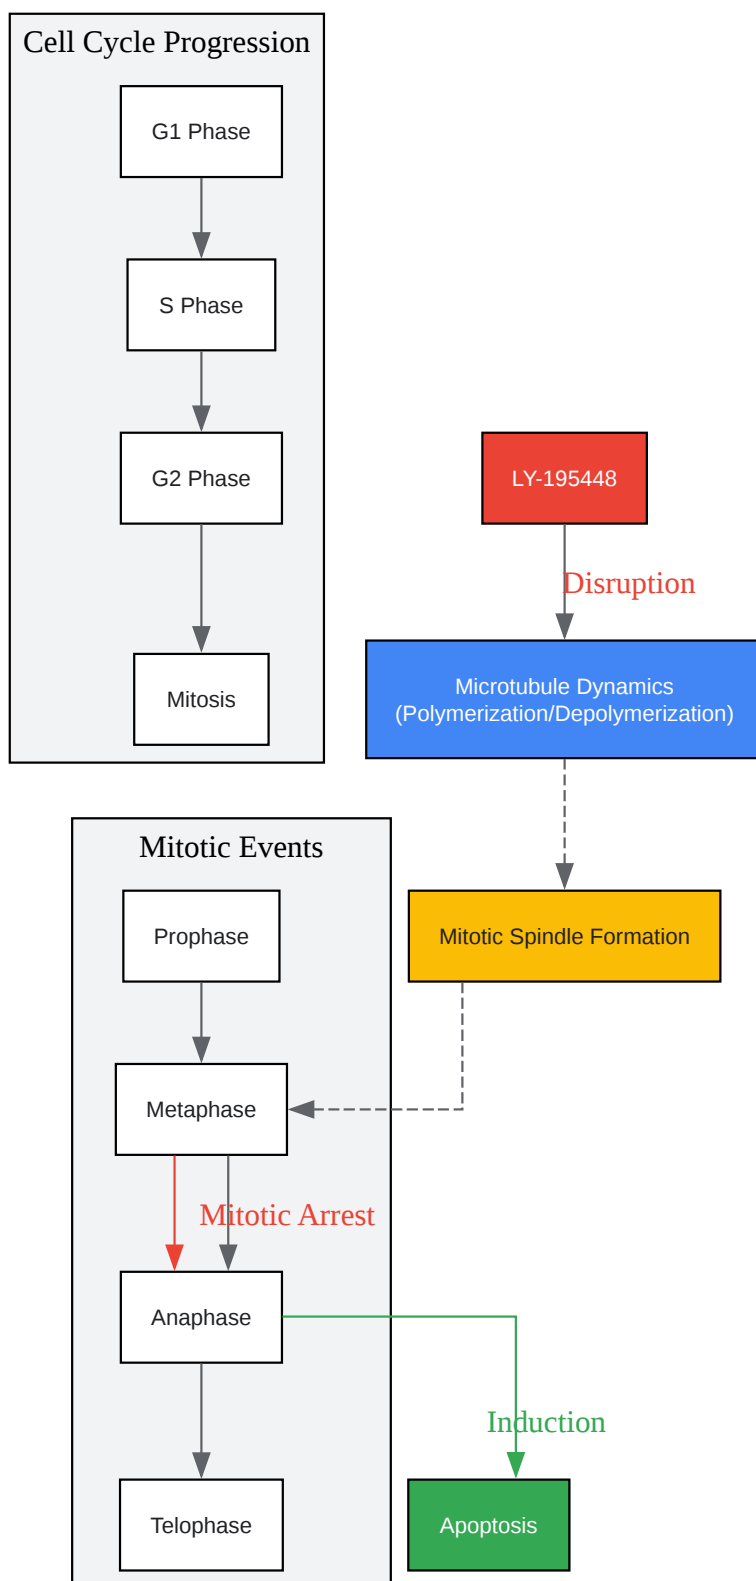 Cell Cycle Progression
G1 Phase
S Phase
G2 Phase
LY-195448
Disruption
Microtubule Dynamics
(Polymerization/Depolymerization)
Mitosis
Mitotic Events
Prophase
Mitotic Spindle Formation
Metaphase
Mitotic Arrest
Anaphase
Induction
Telophase
Apoptosis